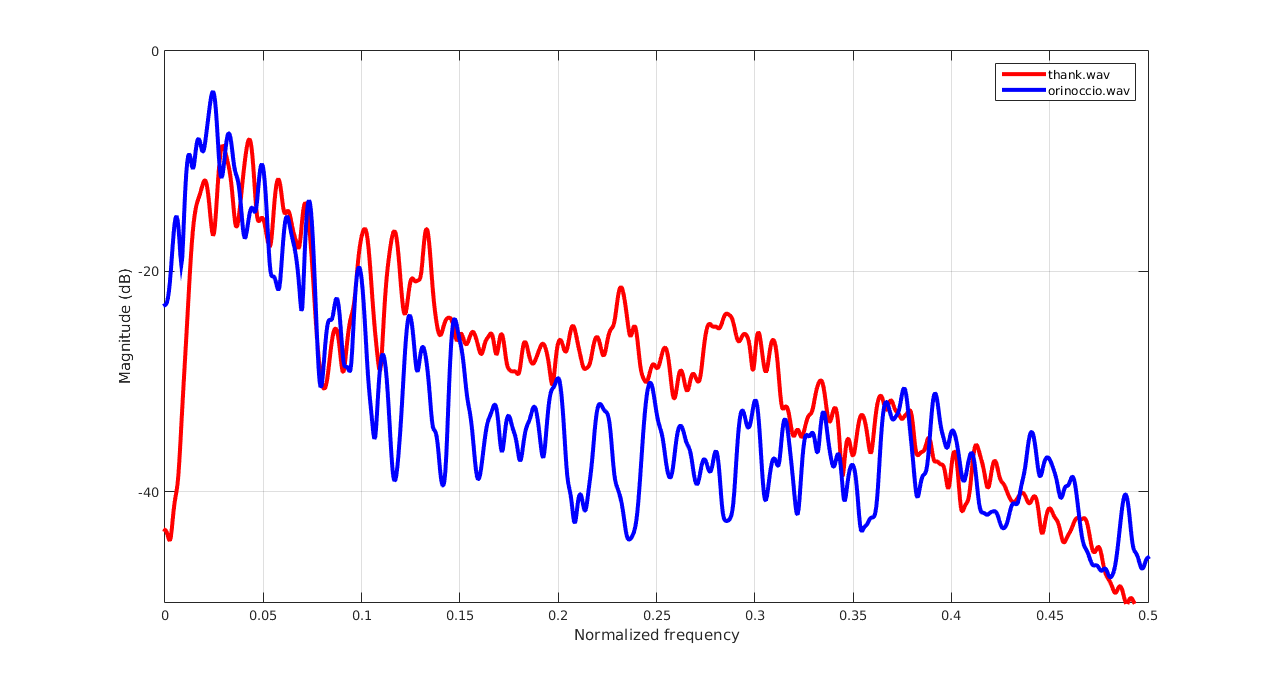 0
-20
-40
Magnitude (dB)
thank.wav
orinoccio.wav
0 0.05 0.1 0.15 0.2 0.25 0.3 0.35 0.4 0.45 0.5
Normalized frequency